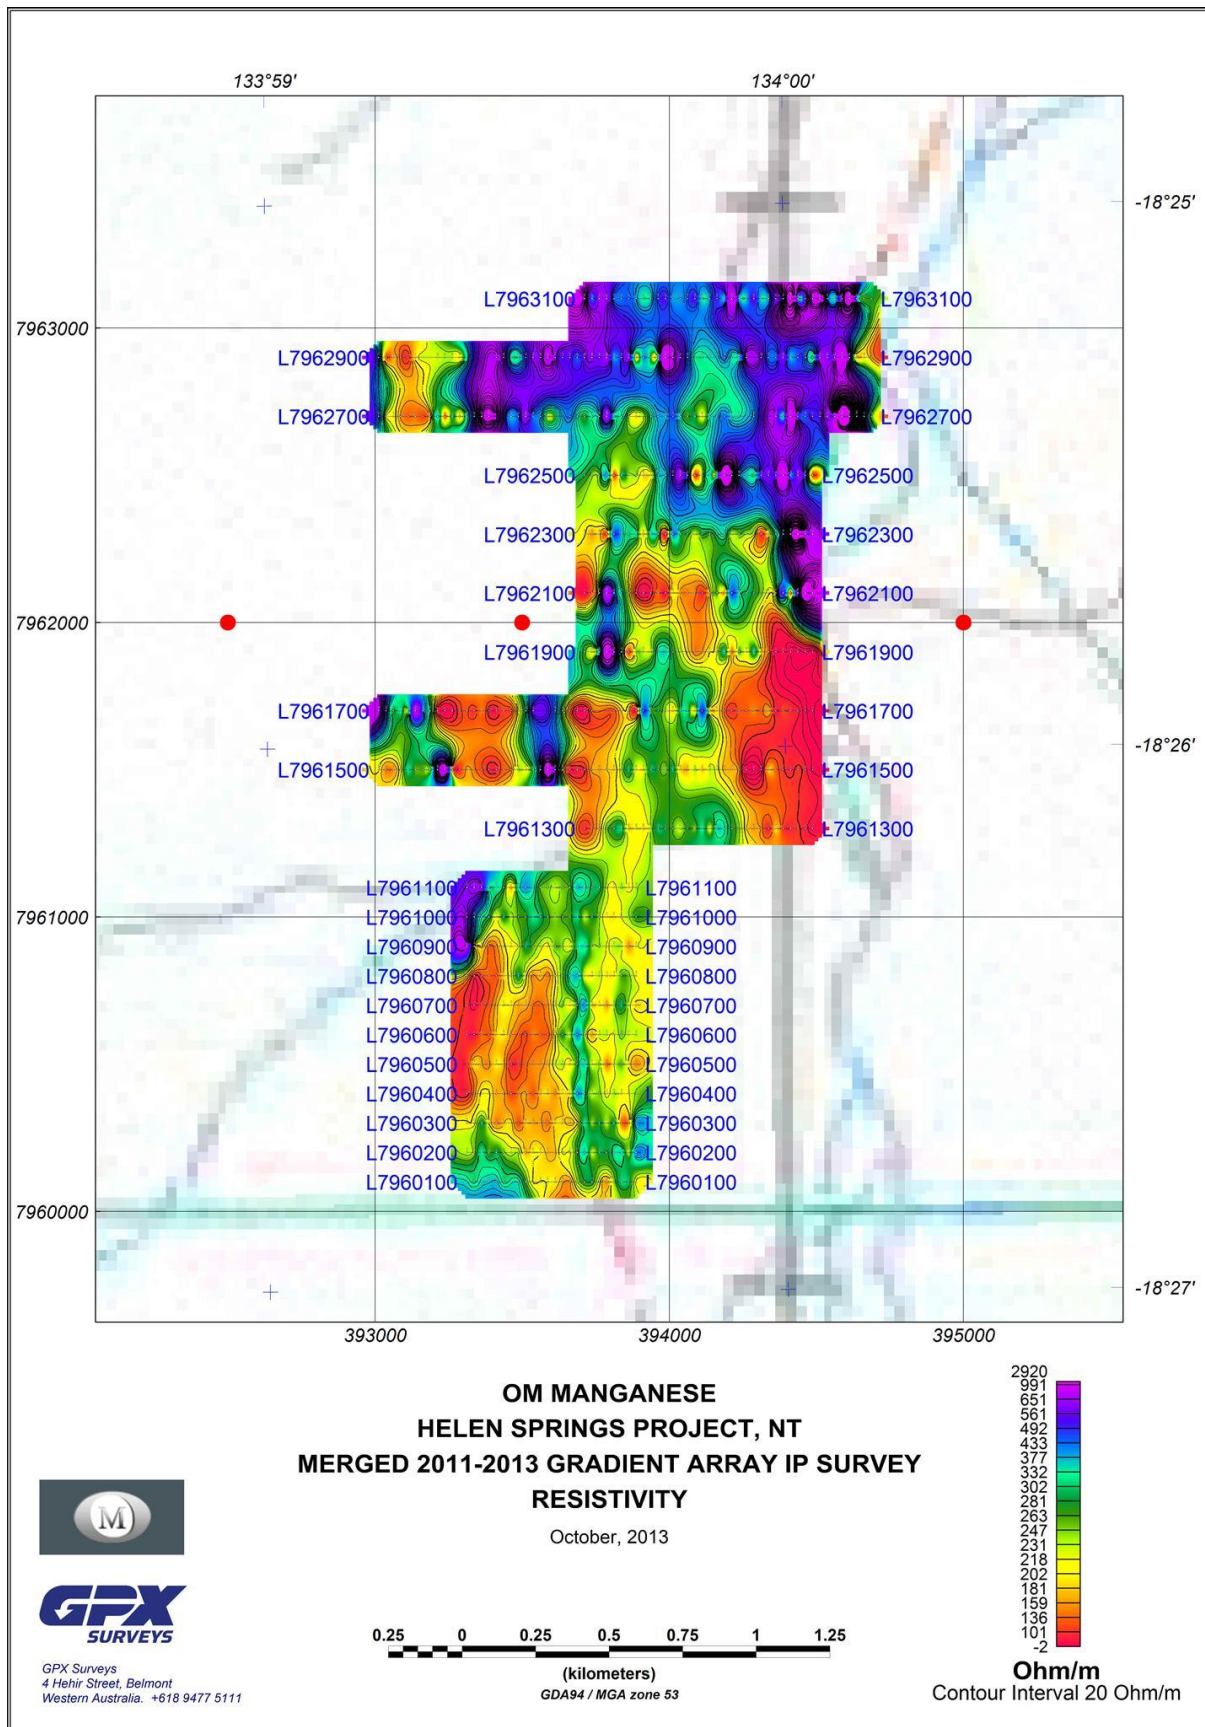 133°59'
134°00'
-18°25'
L7963100
L7963100
7963000
L7962900
L7962900
L7962700
L7962700
L7962500
L7962500
L7962300
L7962300
L7962100
L7962100
7962000
L7961900
L7961900
L7961700
L7961700
-18°26'
L7961500
L7961500
L7961300
L7961300
L7961100
L7961100
7961000
L7961000
L7961000
L7960900
L7960900
L7960800
L7960800
L7960700
L7960700
L7960600
L7960600
L7960500
L7960500
L7960400
L7960400
L7960300
L7960300
L7960200
L7960200
L7960100
L7960100
7960000
-18°27'
393000
394000
395000
OM MANGANESE
HELEN SPRINGS PROJECT, NT
MERGED 2011-2013 GRADIENT ARRAY IP SURVEY
RESISTIVITY
October, 2013
M
GPX
SURVEYS
GPX Surveys
4 Hehir Street, Belmont
Western Australia. +618 9477 5111
0.25 0 0.25 0.5 0.75 1 1.25
(kilometers)
GDA94 / MGA zone 53
2920
991
651
561
492
433
377
332
302
281
263
247
231
218
202
181
159
136
101
-2
Ohm/m
Contour Interval 20 Ohm/m